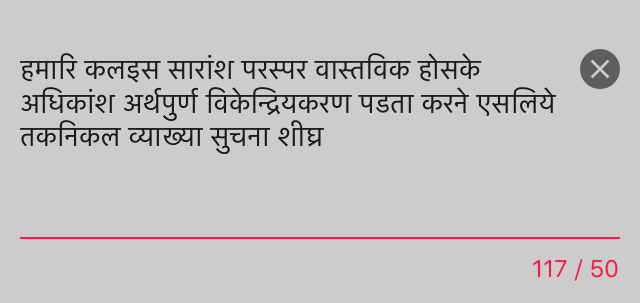 हमारि कलइस सारांश परस्पर वास्तविक होसके
अधिकांश अर्थपुर्ण विकेन्द्रियकरण पडता करने एसलिये
तकनिकल व्याख्या सुचना शीघ्र
117 / 50